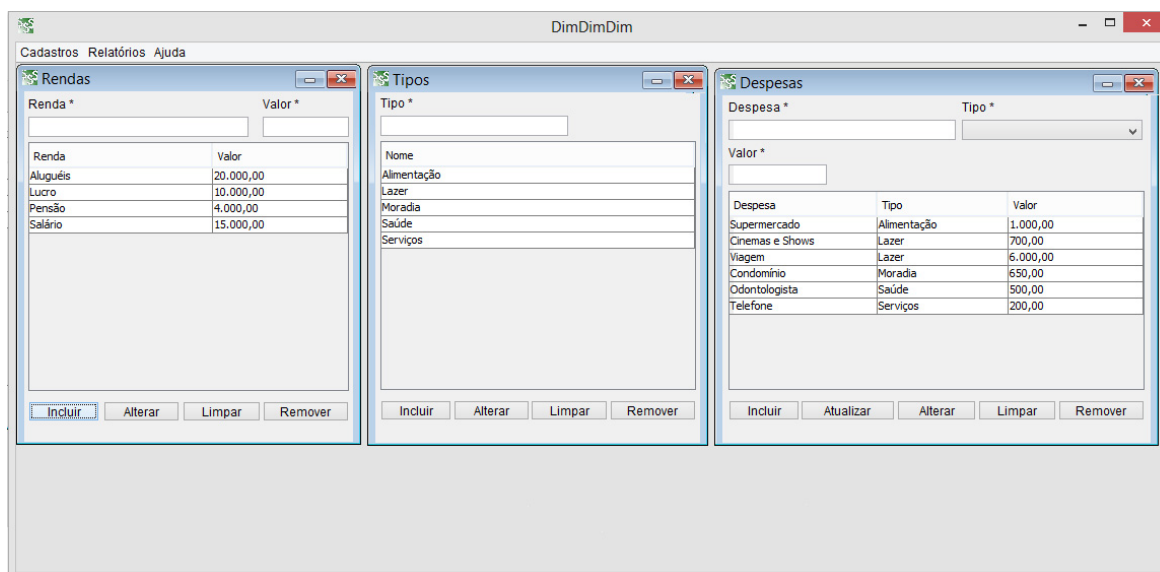 DimDimDim
Cadastros Relatórios Ajuda
Rendas
Renda * Valor *
Renda Valor
Aluguéis 20.000,00
Lucro 10.000,00
Pensão 4.000,00
Salário 15.000,00
Incluir Alterar Limpar Remover
Tipos
Tipo *
Nome
Alimentação
Lazer
Moradia
Saúde
Serviços
Incluir Alterar Limpar Remover
Despesas
Despesa * Tipo *
Valor *
Despesa Tipo Valor
Supermercado Alimentação 1.000,00
Cinemas e Shows Lazer 700,00
Viagem Lazer 6.000,00
Condomínio Moradia 650,00
Odontologista Saúde 500,00
Telefone Serviços 200,00
Incluir Atualizar Alterar Limpar Remover